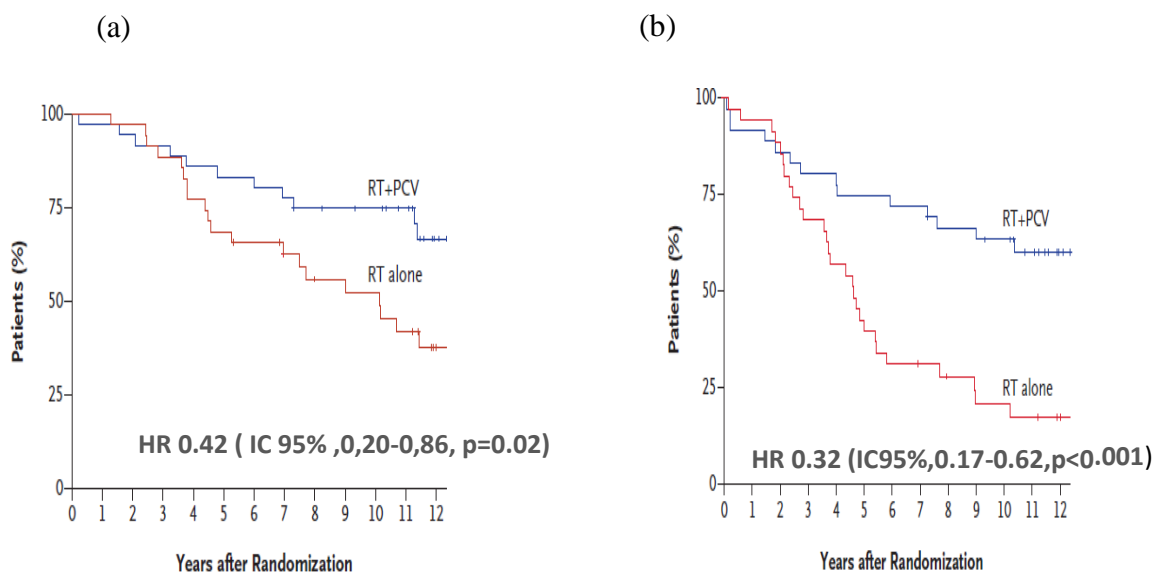 (a)
100
75
50
25
0
Patients (%)
RT+PCV
RT alone
HR 0.42 ( IC 95% ,0,20-0,86, p=0.02)
0 1 2 3 4 5 6 7 8 9 10 11 12
Years after Randomization
(b)
100
75
50
25
0
Patients (%)
RT+PCV
RT alone
HR 0.32 (IC95%,0.17-0.62,p<0.001)
0 1 2 3 4 5 6 7 8 9 10 11 12
Years after Randomization